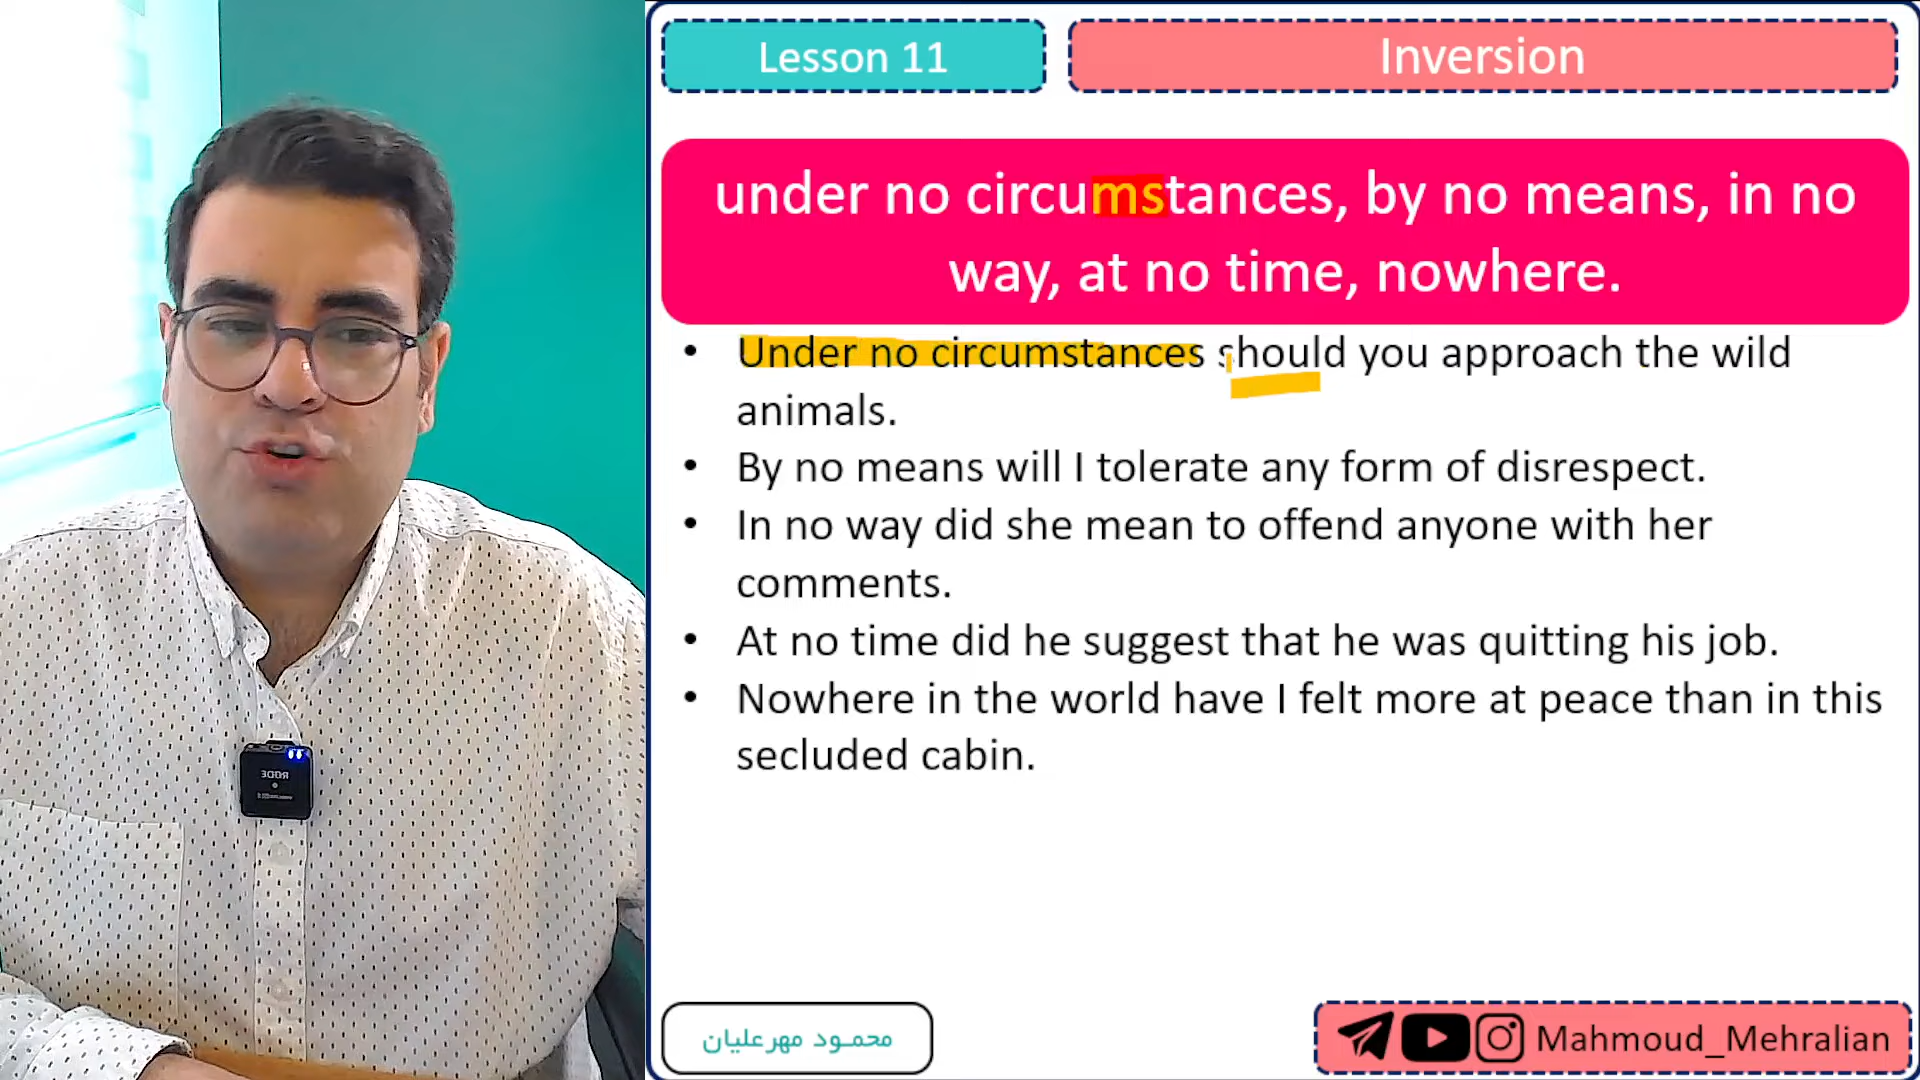 Lesson 11
Inversion
under no circumstances, by no means, in no
way, at no time, nowhere.
• Under no circumstances should you approach the wild
animals.
• By no means will I tolerate any form of disrespect.
• In no way did she mean to offend anyone with her
comments.
• At no time did he suggest that he was quitting his job.
• Nowhere in the world have I felt more at peace than in this
secluded cabin.
محمود مهرعلیان
Mahmoud_Mehralian